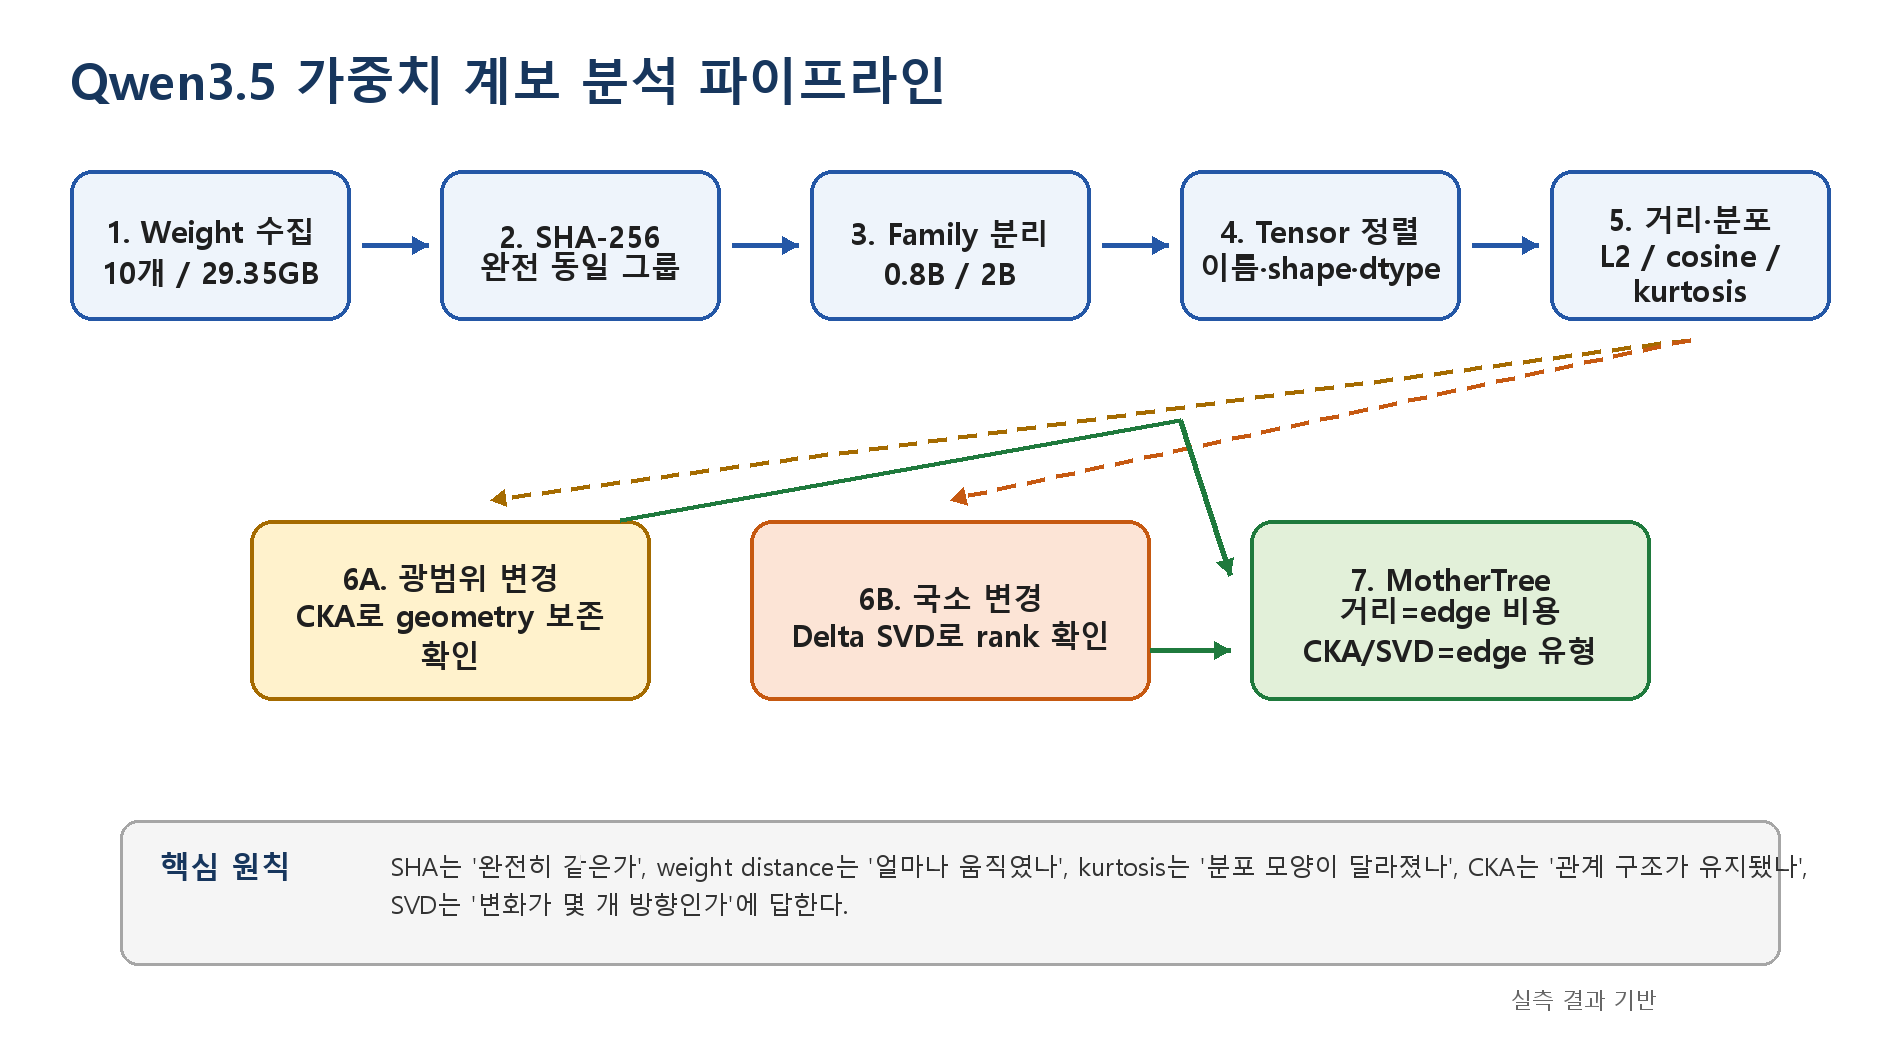 Qwen3.5 가중치 계보 분석 파이프라인
1. Weight 수집
10개 / 29.35GB
2. SHA-256
완전 동일 그룹
3. Family 분리
0.8B / 2B
4. Tensor 정렬
이름·shape·dtype
5. 거리·분포
L2 / cosine /
kurtosis
6A. 광범위 변경
CKA로 geometry 보존
확인
6B. 국소 변경
Delta SVD로 rank 확인
7. MotherTree
거리=edge 비용
CKA/SVD=edge 유형
핵심 원칙
SHA는 '완전히 같은가', weight distance는 '얼마나 움직였나', kurtosis는 '분포 모양이 달라졌나', CKA는 '관계 구조가 유지됐나',
SVD는 '변화가 몇 개 방향인가'에 답한다.
실측 결과 기반